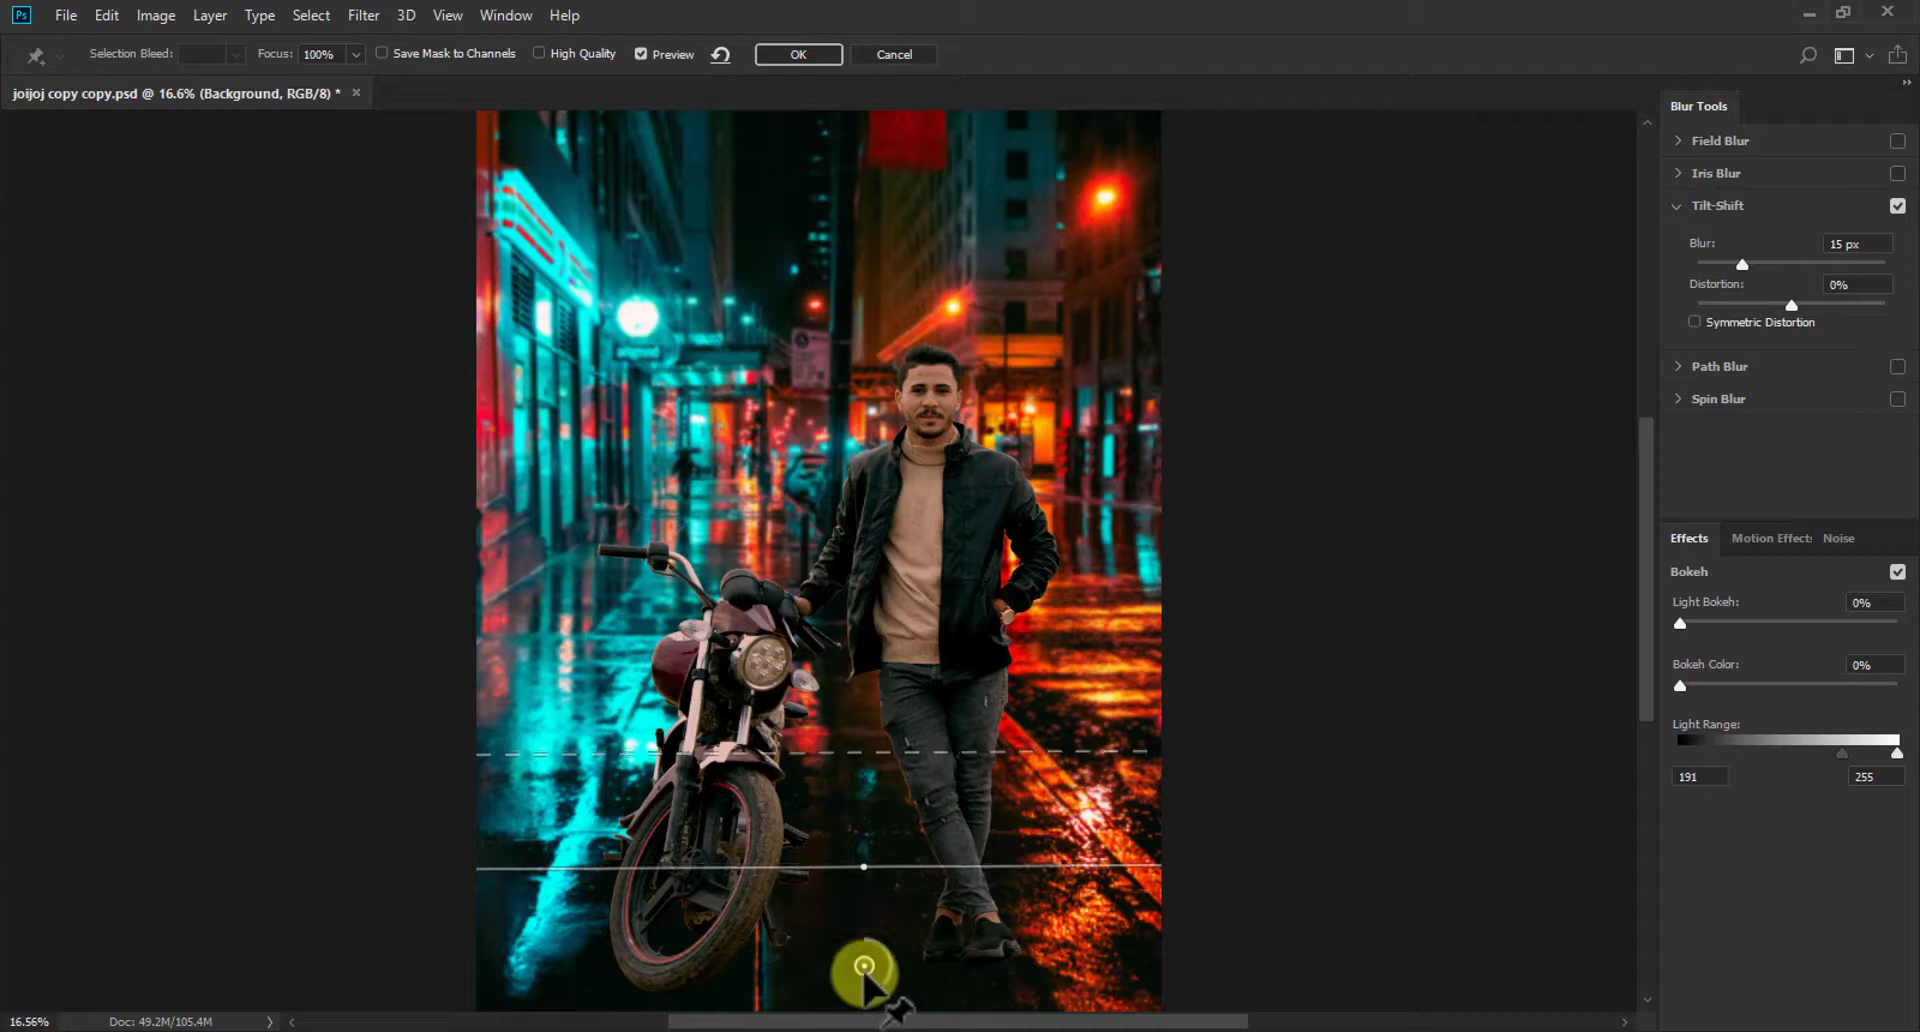 Ps File Edit Image Layer Type Select Filter 3D View Window Help
Selection Bleed: Focus: 100% Save Mask to Channels High Quality Preview OK Cancel
joijoj copy copy.psd @ 16.6% (Background, RGB/8) *
Blur Tools
Field Blur
Iris Blur
Tilt-Shift
Blur: 15 px
Distortion: 0%
Symmetric Distortion
Path Blur
Spin Blur
Effects Motion Effects Noise
Bokeh
Light Bokeh: 0%
Bokeh Color: 0%
Light Range:
191 255
16.56% Doc: 49.2M/105.4M